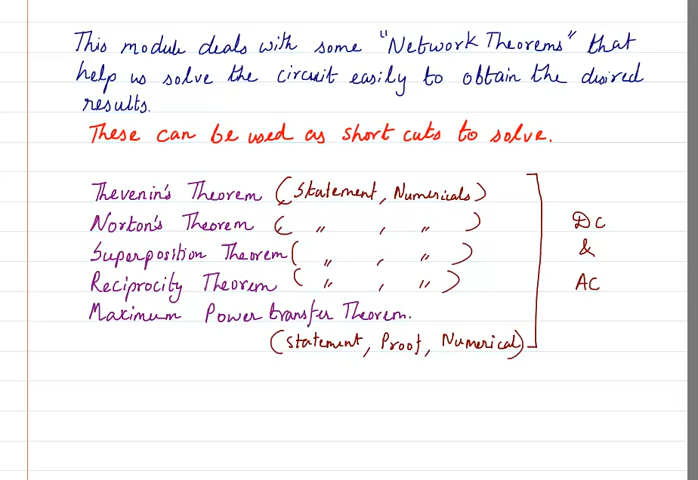 This module deals with some "Network Theorems" that
help us solve the circuit easily to obtain the disired
results.
These can be used as short cuts to solve.
Thevenin's Theorem (Statement, Numericals)
Norton's Theorem ( " , " ) DC
Superposition Theorem ( " , " ) &
Reciprocity Theorem ( " , " ) AC
Maximum Power transfer Theorem.
(Statement, Proof, Numerical)